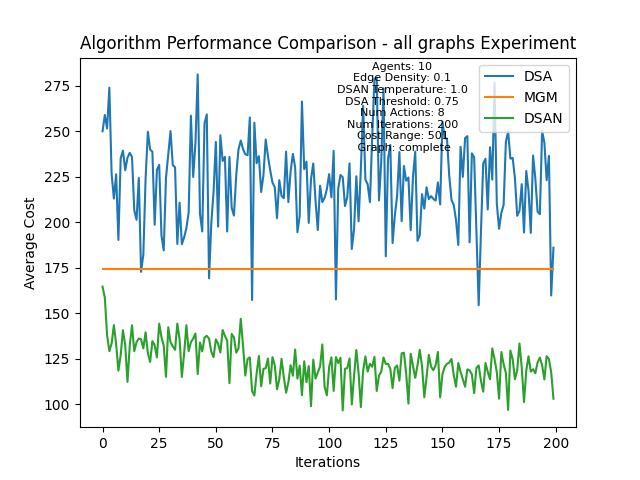 Algorithm Performance Comparison - all graphs Experiment
Agents: 10
Edge Density: 0.1
DSAN Temperature: 1.0
DSA Threshold: 0.75
Num Actions: 8
Num Iterations: 200
Cost Range: 501
Graph: complete
DSA
MGM
DSAN
Average Cost
275
250
225
200
175
150
125
100
0
25
50
75
100
125
150
175
200
Iterations